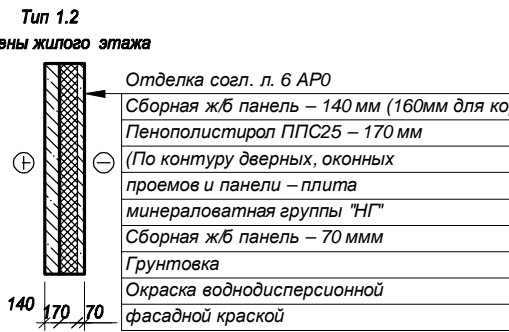 Тип 1.2
ены жилого этажа
Отделка согл. л. 6 АР0
Сборная ж/б панель – 140 мм (160мм для ко
Пенополистирол ППС25 – 170 мм
(По контуру дверных, оконных
проемов и панели – плита
минераловатная группы "НГ"
Сборная ж/б панель – 70 ммм
Грунтовка
Окраска воднодисперсионной
фасадной краской
+ –
140 170 70